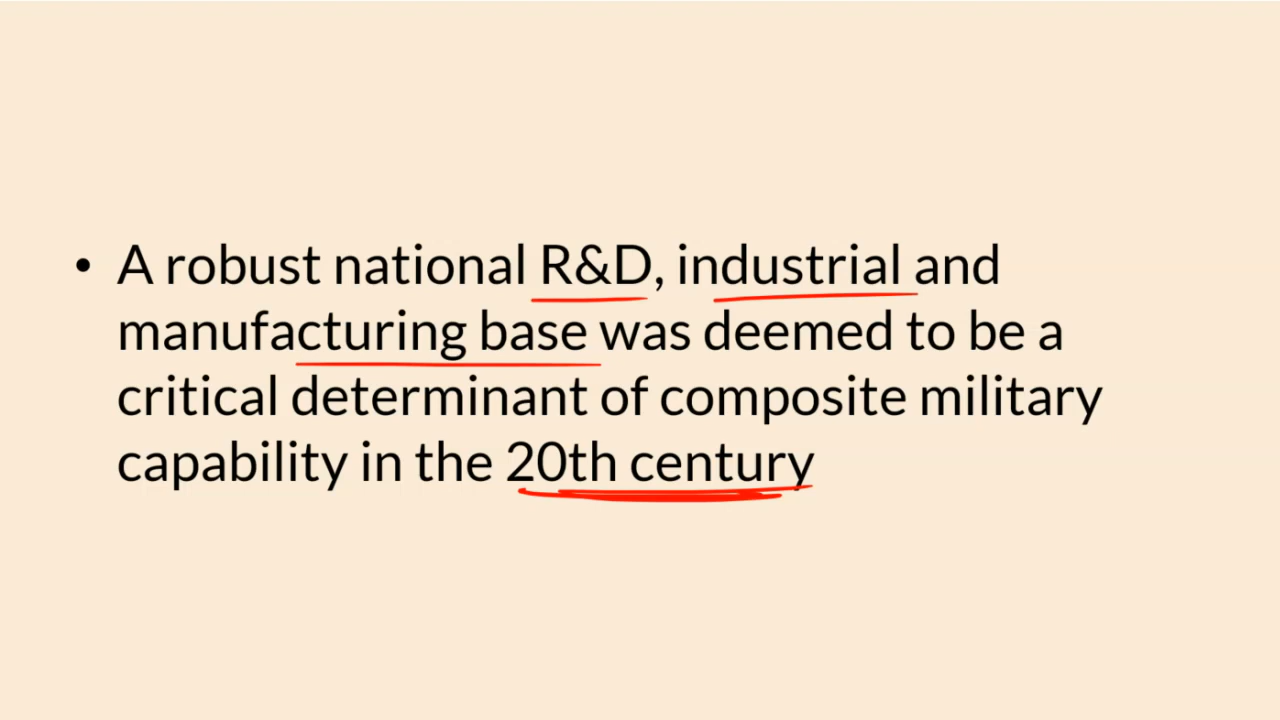 • A robust national R&D, industrial and
manufacturing base was deemed to be a
critical determinant of composite military
capability in the 20th century